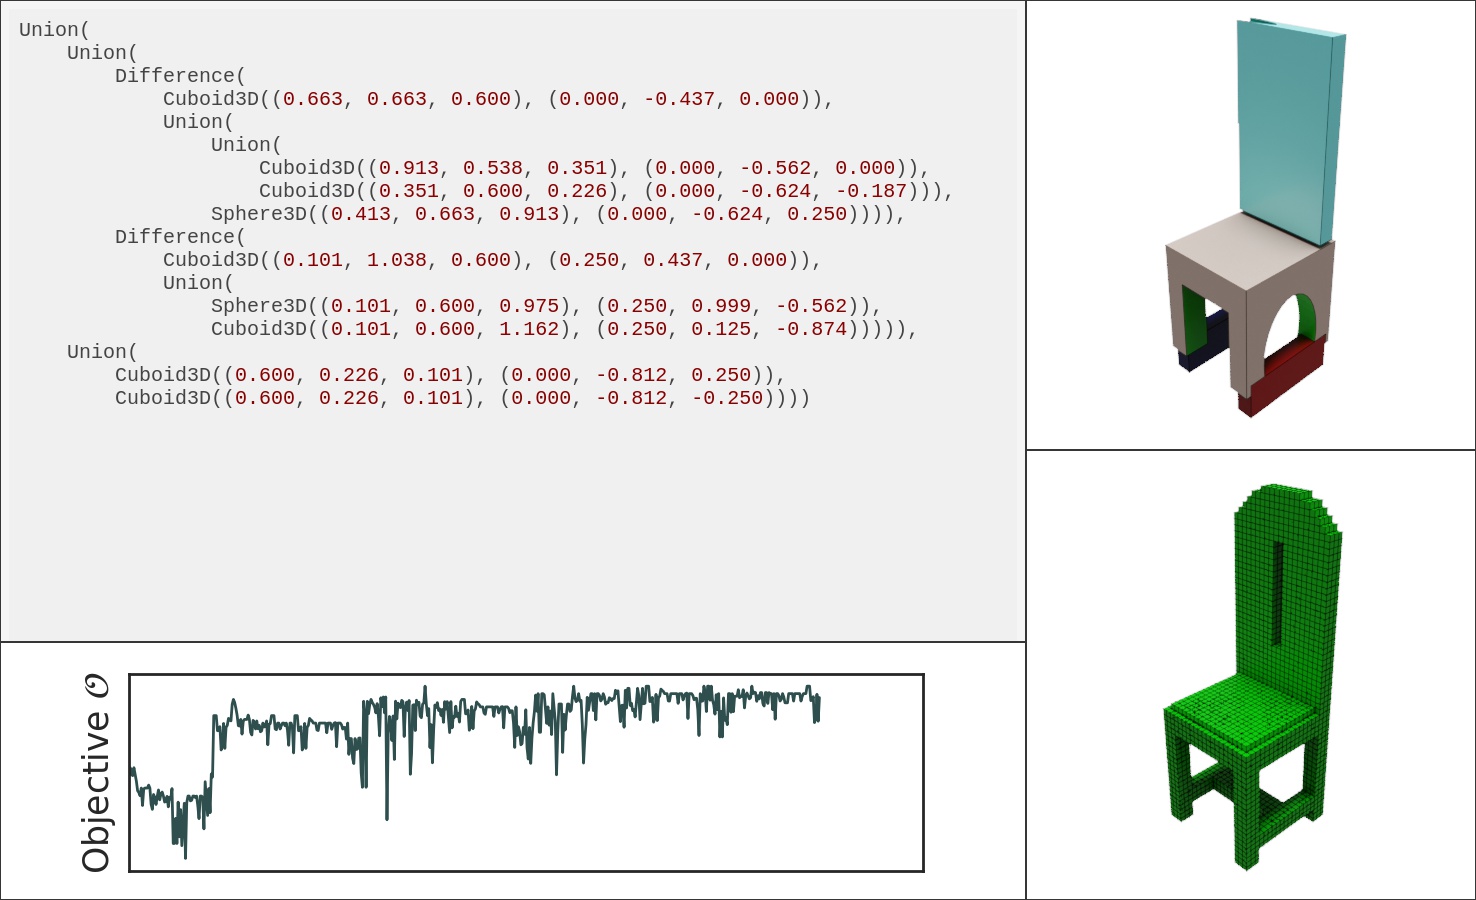 Union(
    Union(
        Difference(
            Cuboid3D((0.663, 0.663, 0.600), (0.000, -0.437, 0.000)),
            Union(
                Union(
                    Cuboid3D((0.913, 0.538, 0.351), (0.000, -0.562, 0.000)),
                    Cuboid3D((0.351, 0.600, 0.226), (0.000, -0.624, -0.187))),
                Sphere3D((0.413, 0.663, 0.913), (0.000, -0.624, 0.250)))),
        Difference(
            Cuboid3D((0.101, 1.038, 0.600), (0.250, 0.437, 0.000)),
            Union(
                Sphere3D((0.101, 0.600, 0.975), (0.250, 0.999, -0.562)),
                Cuboid3D((0.101, 0.600, 1.162), (0.250, 0.125, -0.874))))),
    Union(
        Cuboid3D((0.600, 0.226, 0.101), (0.000, -0.812, 0.250)),
        Cuboid3D((0.600, 0.226, 0.101), (0.000, -0.812, -0.250))))
Objective 𝒪